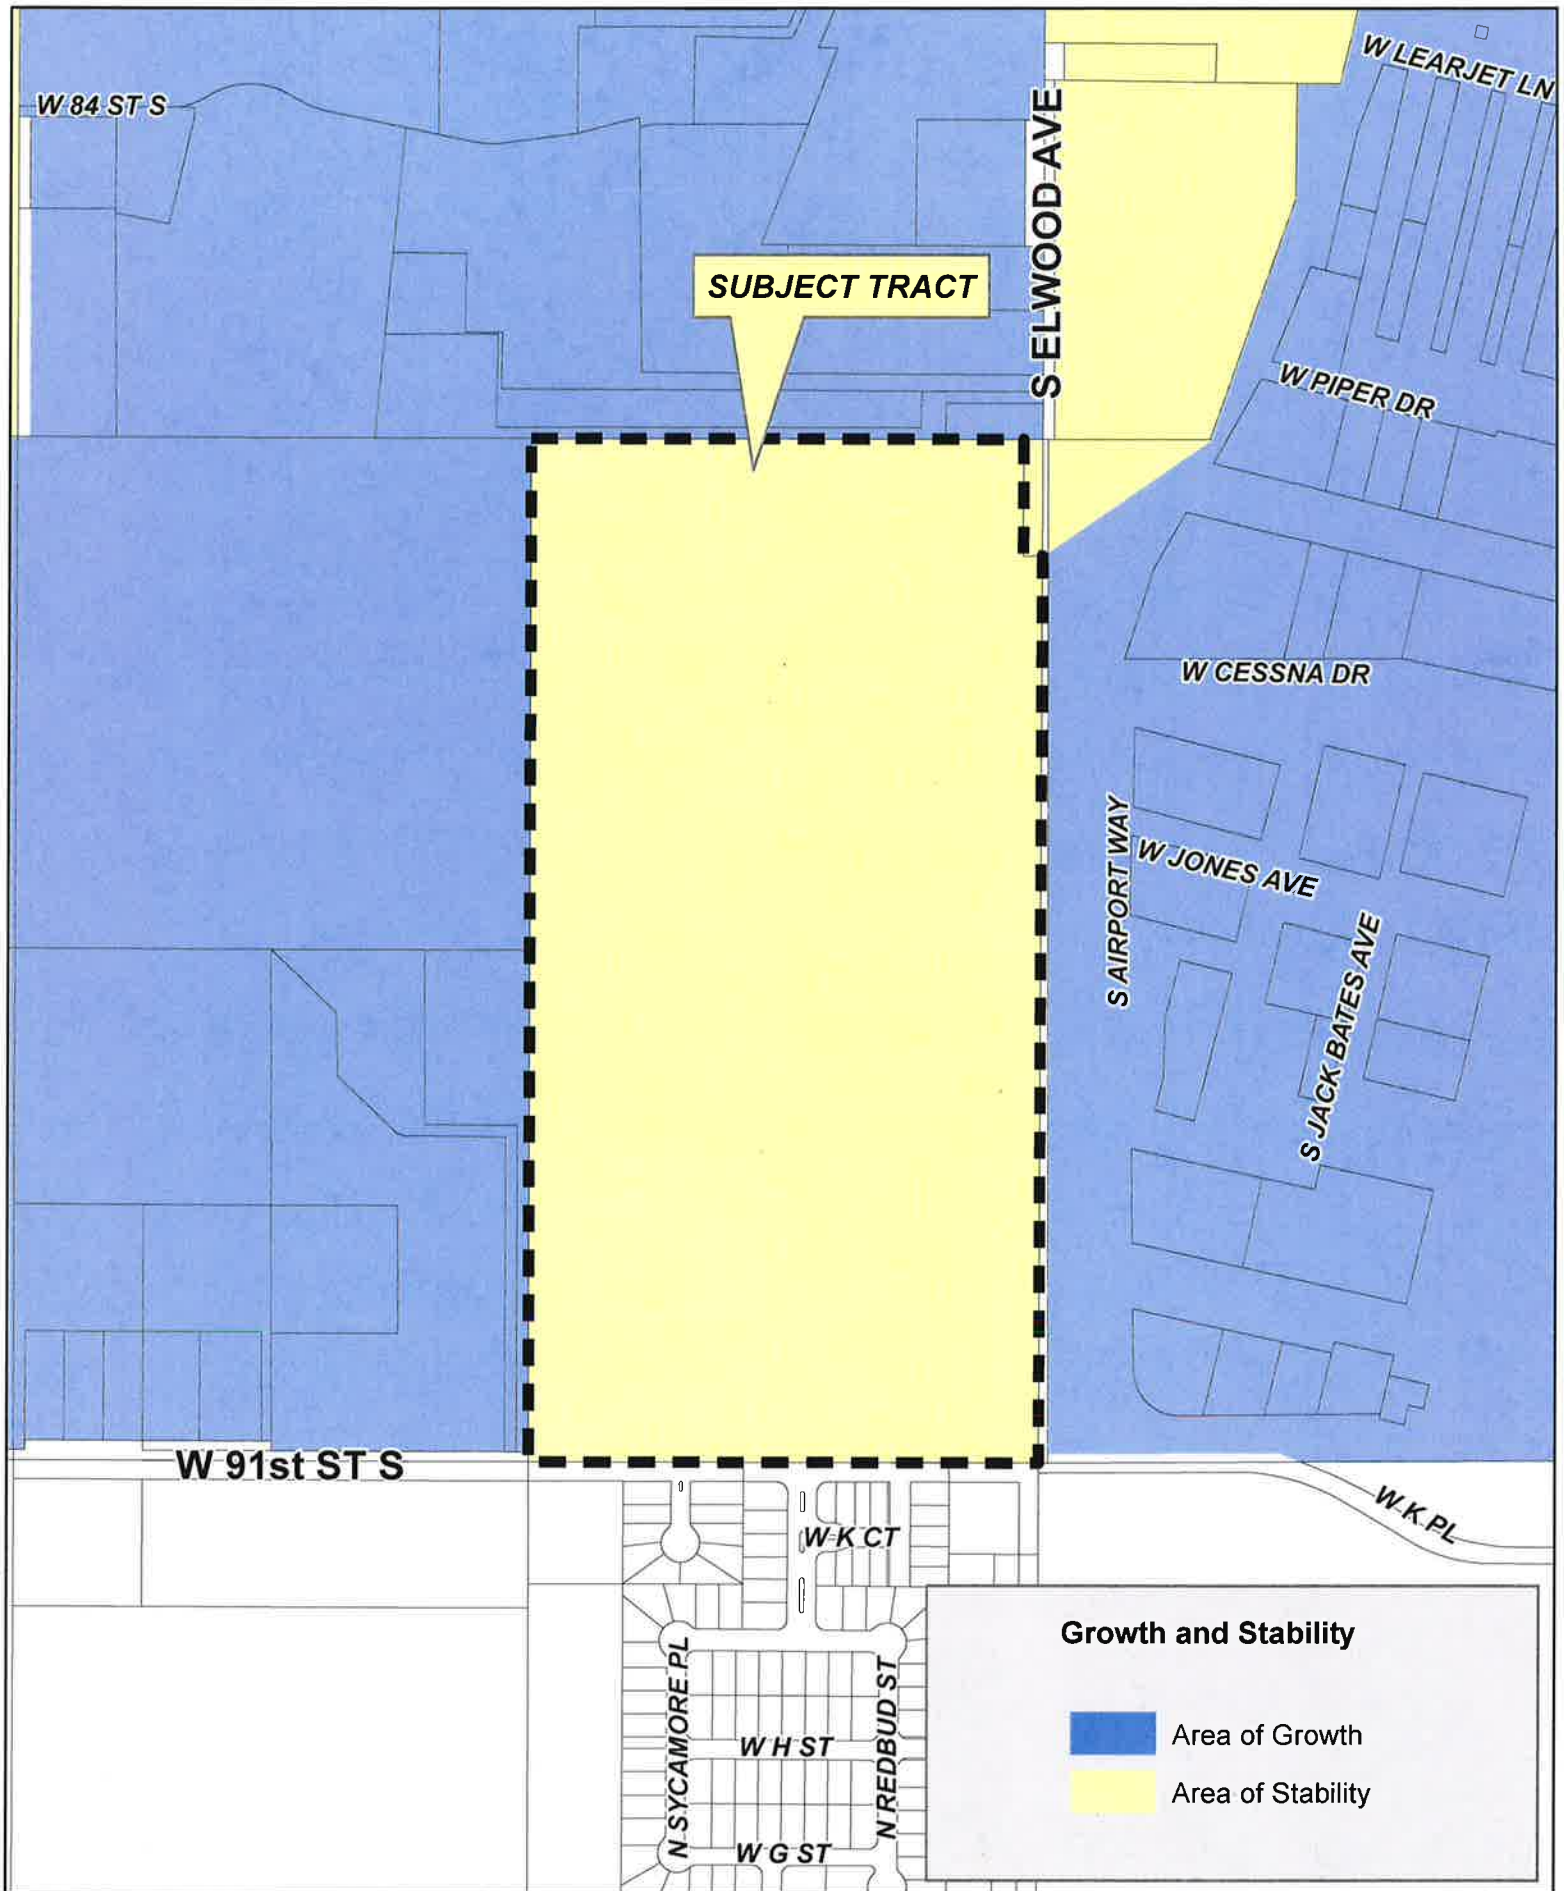 W LEARJET LN
W 84 ST S
S ELWOOD AVE
SUBJECT TRACT
W PIPER DR
W CESSNA DR
S AIRPORT WAY
W JONES AVE
S JACK BATES AVE
W 91st ST S
W K PL
W K CT
N SYCAMORE PL
N REDBUD ST
W H ST
W G ST
Growth and Stability
Area of Growth
Area of Stability